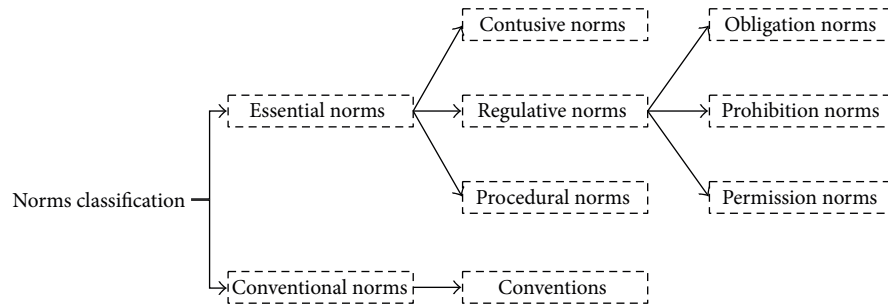 Contusive norms
Obligation norms
Essential norms
Regulative norms
Prohibition norms
Norms classification
Procedural norms
Permission norms
Conventional norms
Conventions